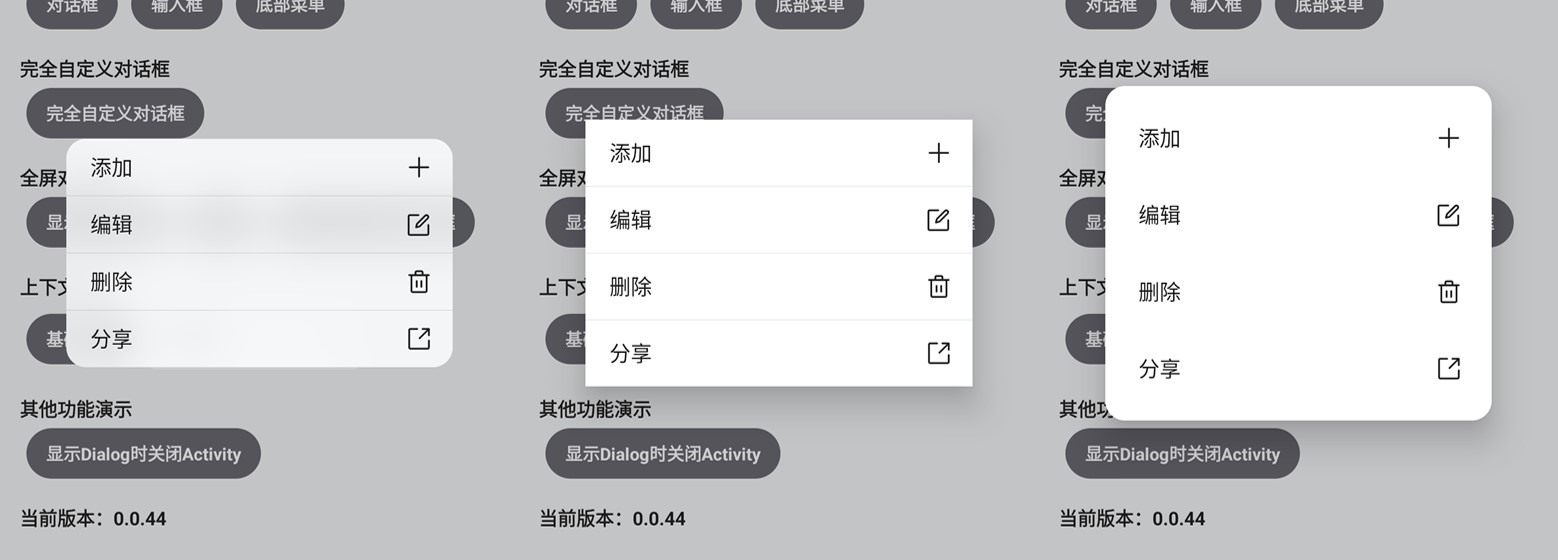 对话框 输入框 底部菜单
完全自定义对话框
完全自定义对话框
全屏对
显示
添加
编辑
删除
分享
上下文
基
其他功能演示
显示Dialog时关闭Activity
当前版本：0.0.44
对话框 输入框 底部菜单
完全自定义对话框
完全自定义对话框
全屏对
显
添加
编辑
删除
分享
上下文
基
其他功能演示
显示Dialog时关闭Activity
当前版本：0.0.44
对话框 输入框 底部菜单
完全自定义对话框
完
全屏对
显示
添加
编辑
删除
分享
上下文
基
其他功
显示Dialog时关闭Activity
当前版本：0.0.44